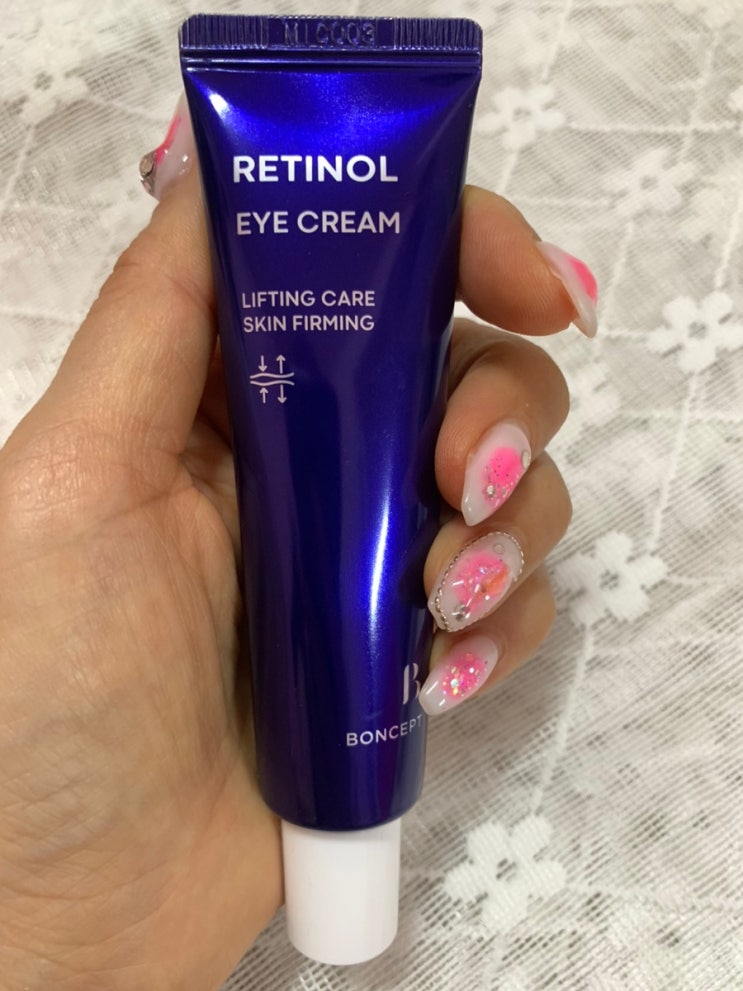 RETINOL
EYE CREAM
LIFTING CARE
SKIN FIRMING
B
BONCEPT